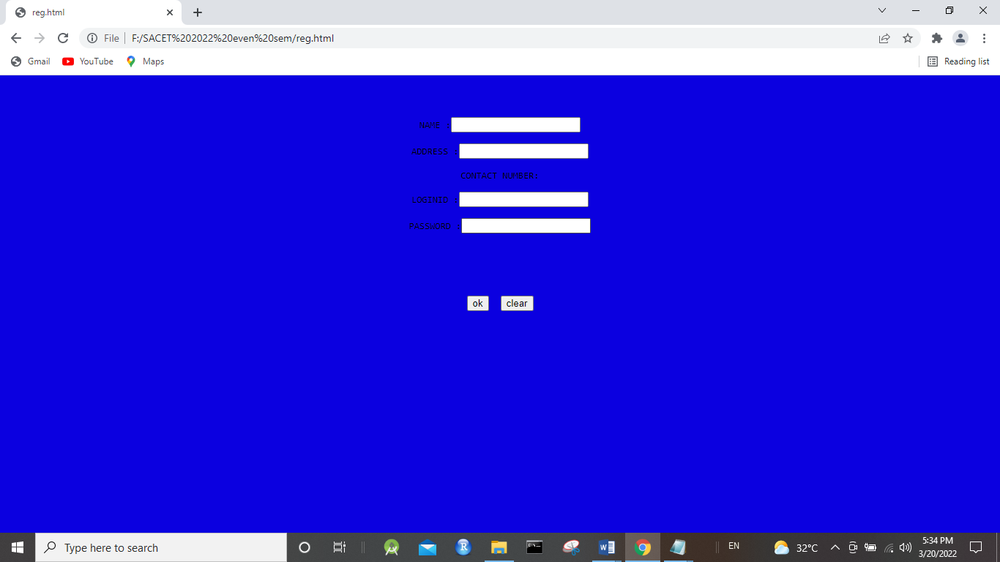 reg.html
File F:/SACET%202022%20even%20sem/reg.html
Gmail YouTube Maps Reading list
NAME :
ADDRESS :
CONTACT NUMBER:
LOGINID :
PASSWORD :
ok clear
Type here to search EN 32°C 5:34 PM
3/20/2022